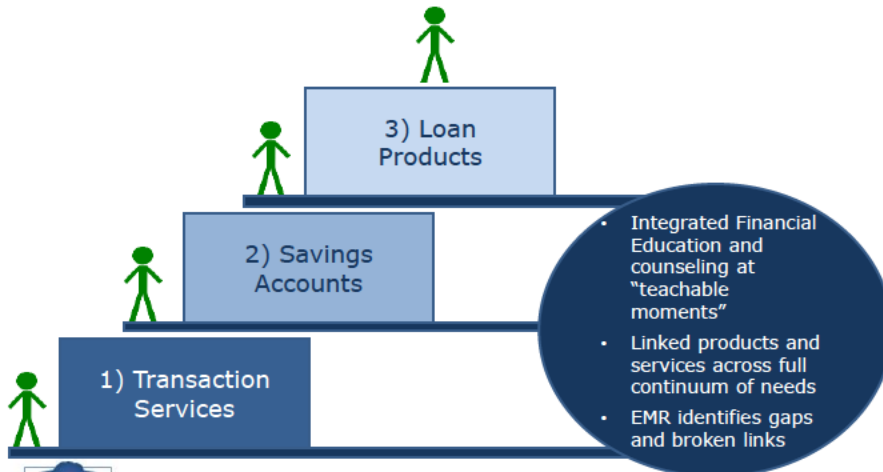 3) Loan
Products
2) Savings
Accounts
1) Transaction
Services
• Integrated Financial
Education and
counseling at
“teachable
moments”
• Linked products and
services across full
continuum of needs
• EMR identifies gaps
and broken links